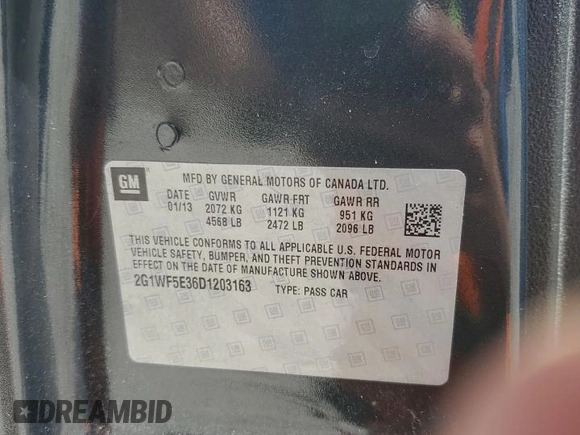 GM
MFD BY GENERAL MOTORS OF CANADA LTD.
DATE GVWR GAWR FRT GAWR RR
01/13 2072 KG 1121 KG 951 KG
4568 LB 2472 LB 2096 LB
THIS VEHICLE CONFORMS TO ALL APPLICABLE U.S. FEDERAL MOTOR
VEHICLE SAFETY, BUMPER, AND THEFT PREVENTION STANDARDS IN
EFFECT ON THE DATE OF MANUFACTURE SHOWN ABOVE.
2G1WF5E36D1203163 TYPE: PASS CAR
DREAMBID